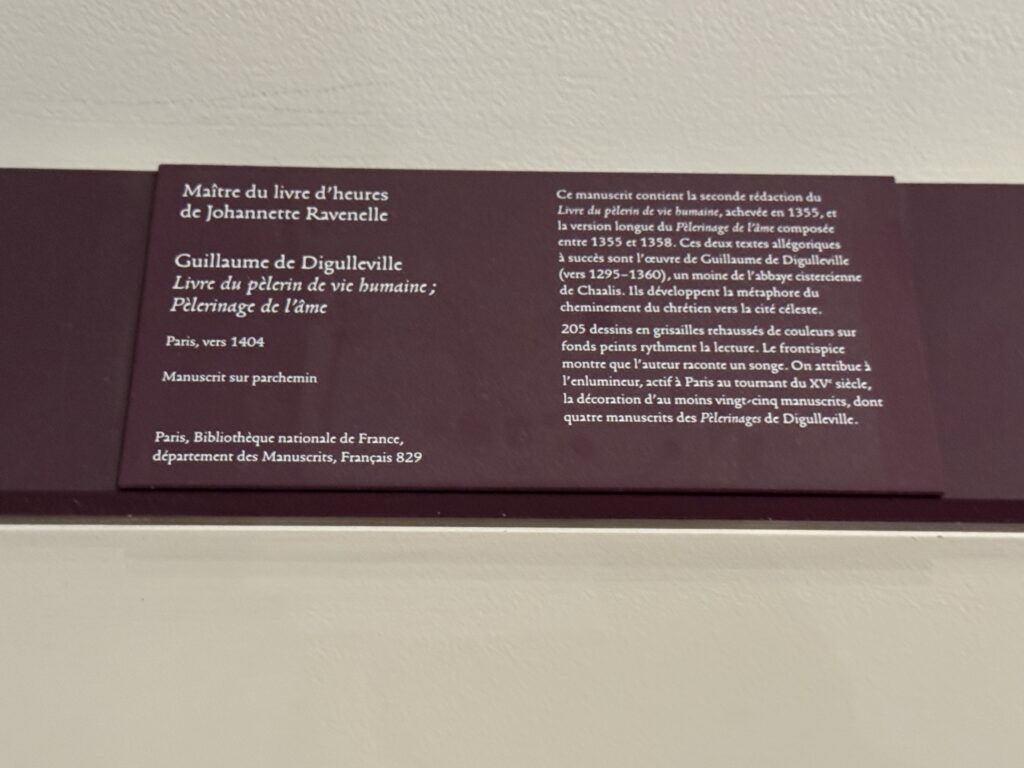 Maître du livre d'heures
de Johannette Ravenelle
Guillaume de Digulleville
Livre du pèlerin de vie humaine ;
Pèlerinage de l'âme
Paris, vers 1404
Manuscrit sur parchemin
Paris, Bibliothèque nationale de France,
département des Manuscrits, Français 829
Ce manuscrit contient la seconde rédaction du
Livre du pèlerin de vie humaine, achevée en 1355, et
la version longue du Pèlerinage de l'âme composée
entre 1355 et 1358. Ces deux textes allégoriques
à succès sont l'œuvre de Guillaume de Digulleville
(vers 1295–1360), un moine de l'abbaye cistercienne
de Chaalis. Ils développent la métaphore du
cheminement du chrétien vers la cité céleste.
205 dessins en grisailles rehaussés de couleurs sur
fonds peints rythment la lecture. Le frontispice
montre que l'auteur raconte un songe. On attribue à
l'enlumineur, actif à Paris au tournant du XVe siècle,
la décoration d'au moins vingt-cinq manuscrits, dont
quatre manuscrits des Pèlerinages de Digulleville.